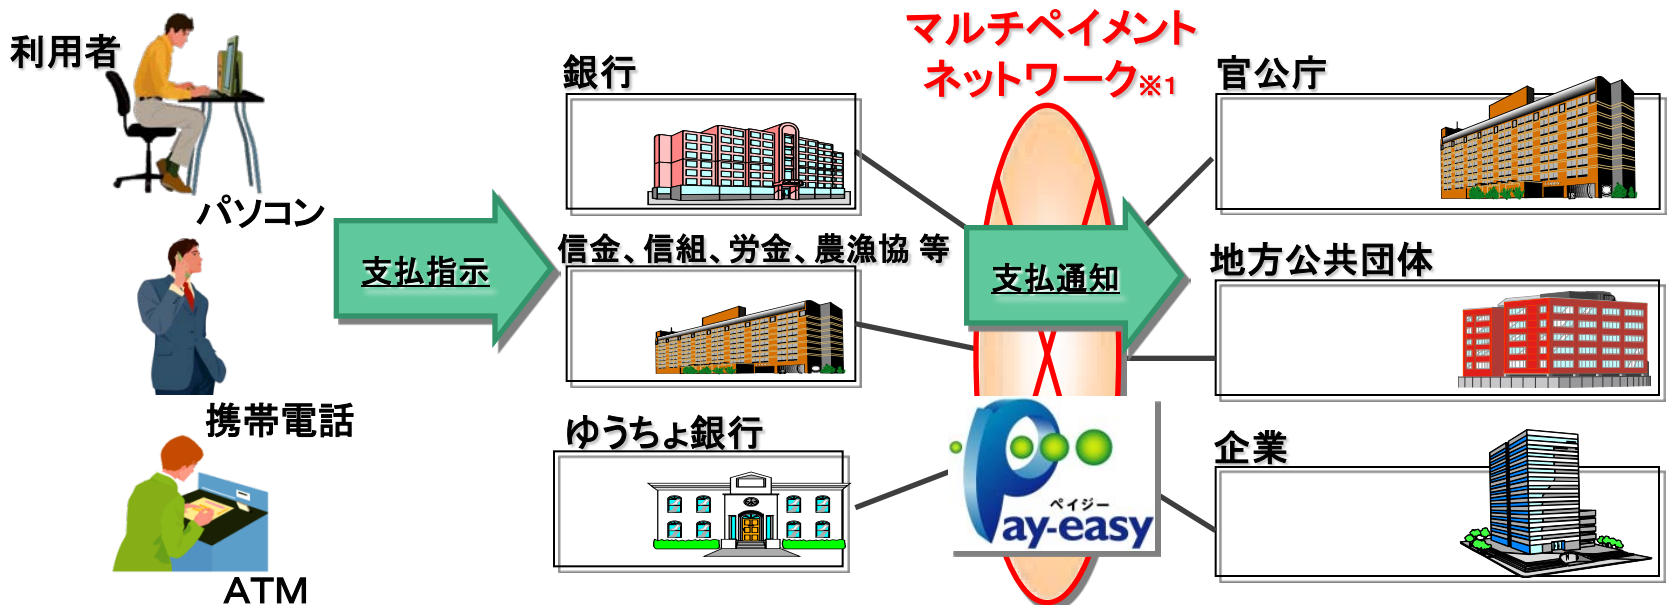 利用者
パソコン
携帯電話
ATM
支払指示
銀行
信金、信組、労金、農漁協 等
ゆうちょ銀行
マルチペイメント
ネットワーク※1
支払通知
ペイジー
Pay-easy
官公庁
地方公共団体
企業